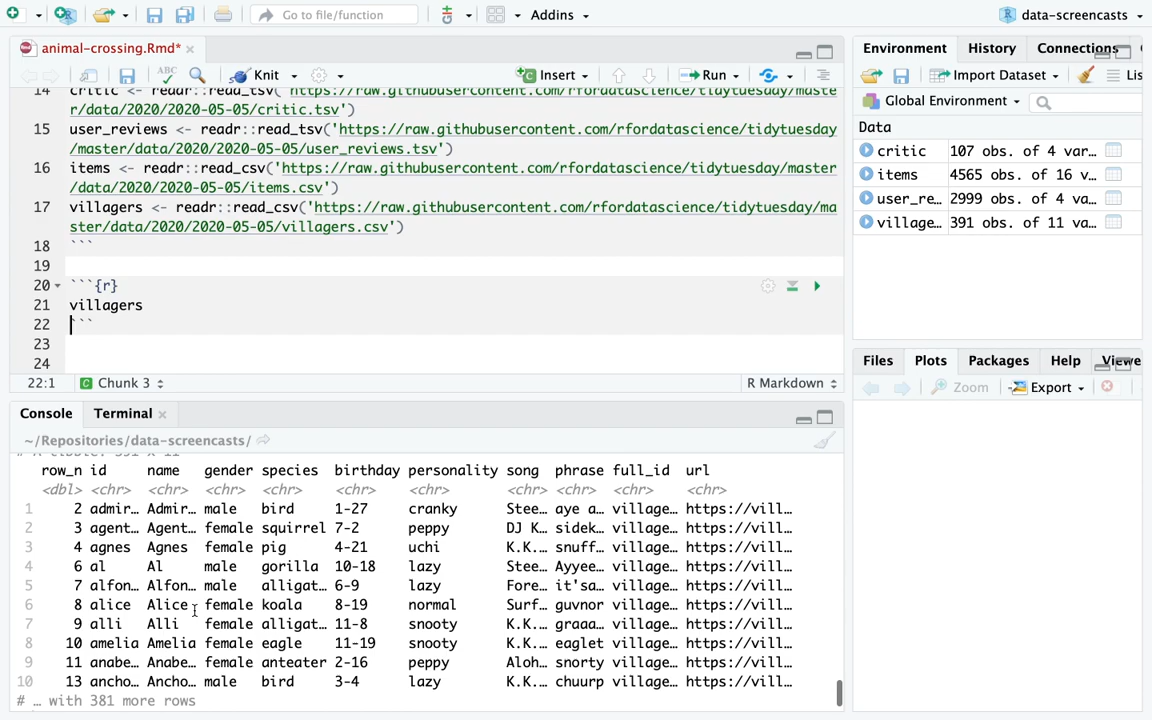 Go to file/function
Addins
data-screencasts
animal-crossing.Rmd*
ABC
Knit
Insert
Run
14 critic <- readr::read_tsv('https://raw.githubusercontent.com/rfordatascience/tidytuesday/maste
r/data/2020/2020-05-05/critic.tsv')
15 user_reviews <- readr::read_tsv('https://raw.githubusercontent.com/rfordatascience/tidytuesday
/master/data/2020/2020-05-05/user_reviews.tsv')
16 items <- readr::read_csv('https://raw.githubusercontent.com/rfordatascience/tidytuesday/master
/data/2020/2020-05-05/items.csv')
17 villagers <- readr::read_csv('https://raw.githubusercontent.com/rfordatascience/tidytuesday/ma
ster/data/2020/2020-05-05/villagers.csv')
18 ```
19
20 ```{r}
21 villagers
22 ```
23
24
22:1 Chunk 3 R Markdown
Console Terminal
~/Repositories/data-screencasts/
row_n id name gender species birthday personality song phrase full_id url
<dbl> <chr> <chr> <chr> <chr> <chr> <chr> <chr> <chr> <chr> <chr>
1 2 admir… Admir… male bird 1-27 cranky Stee… aye a… village… https://vill…
2 3 agent… Agent… female squirrel 7-2 peppy DJ K… sidek… village… https://vill…
3 4 agnes Agnes female pig 4-21 uchi K.K.… snuff… village… https://vill…
4 6 al Al male gorilla 10-18 lazy Stee… Ayyee… village… https://vill…
5 7 alfon… Alfon… male alligat… 6-9 lazy Fore… it'sa… village… https://vill…
6 8 alice Alice female koala 8-19 normal Surf… guvnor village… https://vill…
7 9 alli Alli female alligat… 11-8 snooty K.K.… graaa… village… https://vill…
8 10 amelia Amelia female eagle 11-19 snooty K.K.… eaglet village… https://vill…
9 11 anabe… Anabe… female anteater 2-16 peppy Aloh… snorty village… https://vill…
10 13 ancho… Ancho… male bird 3-4 lazy K.K.… chuurp village… https://vill…
# … with 381 more rows
Environment History Connections
Import Dataset Lis
Global Environment
Data
critic 107 obs. of 4 var…
items 4565 obs. of 16 v…
user_re… 2999 obs. of 4 va…
village… 391 obs. of 11 va…
Files Plots Packages Help Viewe
Zoom Export